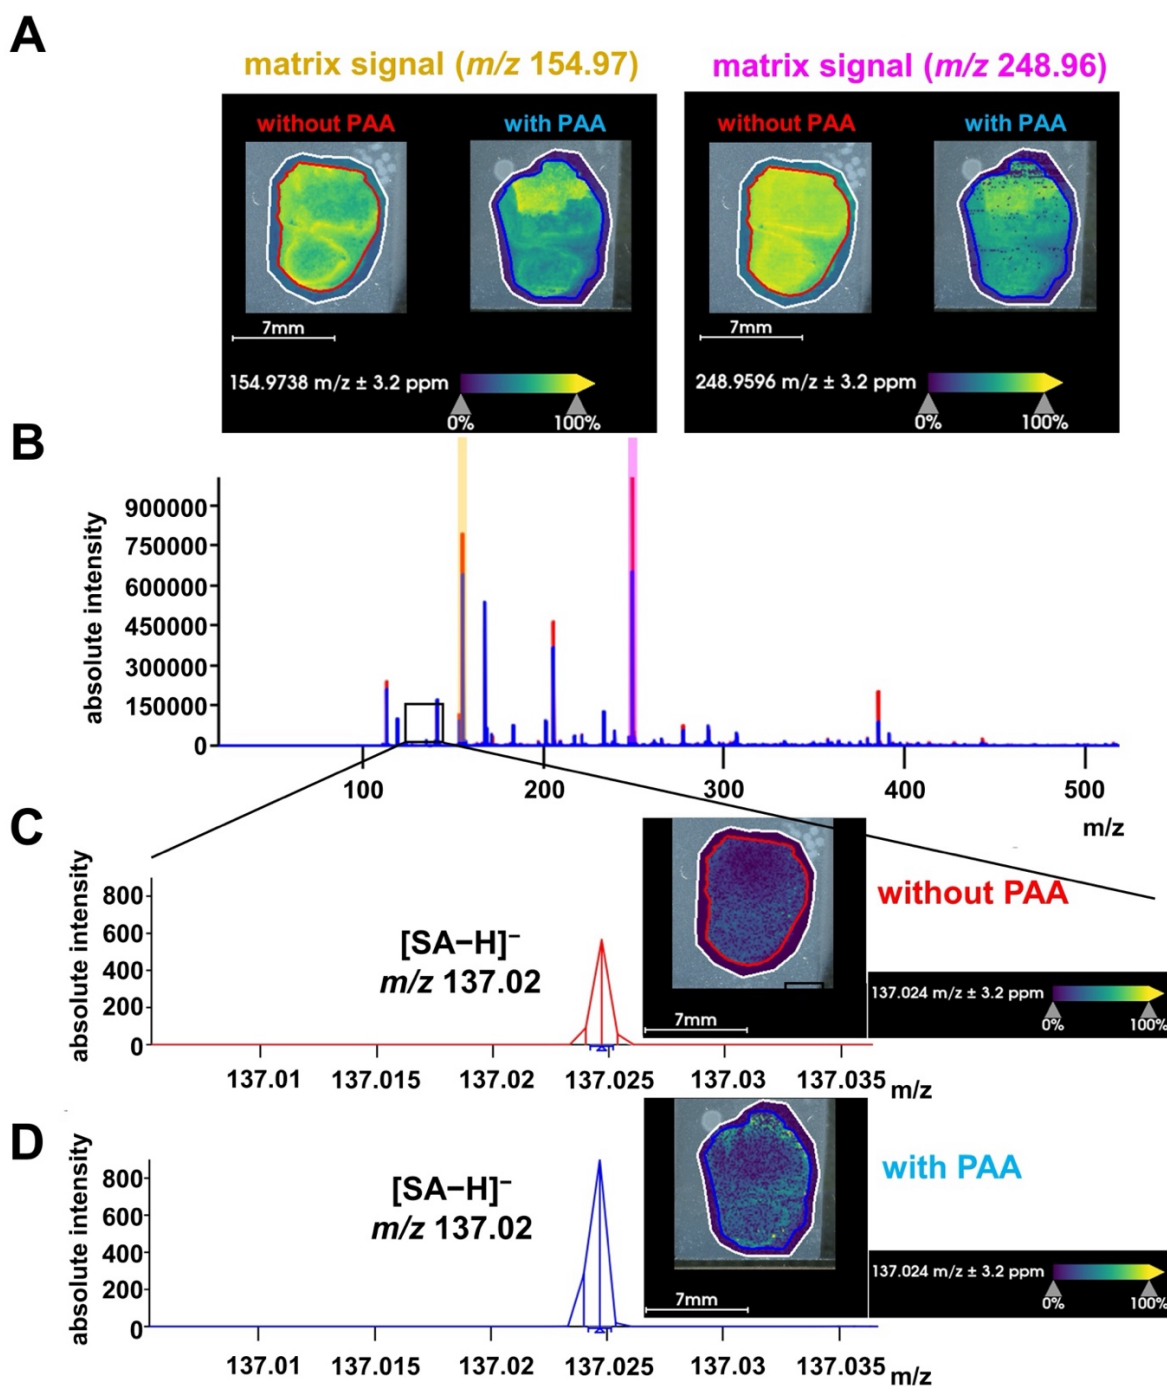 A
matrix signal (m/z 154.97)
matrix signal (m/z 248.96)
without PAA
with PAA
without PAA
with PAA
7mm
7mm
154.9738 m/z ± 3.2 ppm
0%
100%
248.9596 m/z ± 3.2 ppm
0%
100%
B
absolute intensity
900000
750000
600000
450000
300000
150000
0
100
200
300
400
500
m/z
C
absolute intensity
800
600
400
200
0
[SA−H]⁻
m/z 137.02
without PAA
7mm
137.024 m/z ± 3.2 ppm
0%
100%
137.01
137.015
137.02
137.025
137.03
137.035
m/z
D
absolute intensity
800
600
400
200
0
[SA−H]⁻
m/z 137.02
with PAA
7mm
137.024 m/z ± 3.2 ppm
0%
100%
137.01
137.015
137.02
137.025
137.03
137.035
m/z